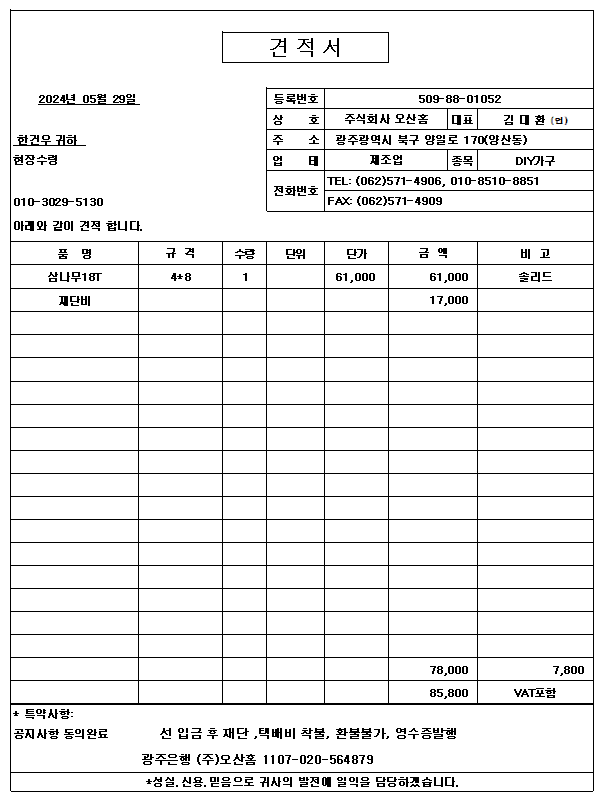 견 적 서
2024년 05월 29일
등록번호 509-88-01052
상 호 주식회사 오산홈 대표 김 대 환 (인)
한건우 귀하
주 소 광주광역시 북구 양일로 170(양산동)
현장수령
업 태 제조업 종목 DIY가구
전화번호 TEL: (062)571-4906, 010-8510-8851
010-3029-5130
FAX: (062)571-4909
아래와 같이 견적 합니다.
품 명 규 격 수량 단위 단가 금 액 비 고
삼나무18T 4*8 1 61,000 61,000 솔리드
재단비 17,000
78,000 7,800
85,800 VAT포함
* 특약사항:
공지사항 동의완료 선 입금 후 재단 ,택배비 착불, 환불불가, 영수증발행
광주은행 (주)오산홈 1107-020-564879
*성실, 신용, 믿음으로 귀사의 발전에 일익을 담당하겠습니다.